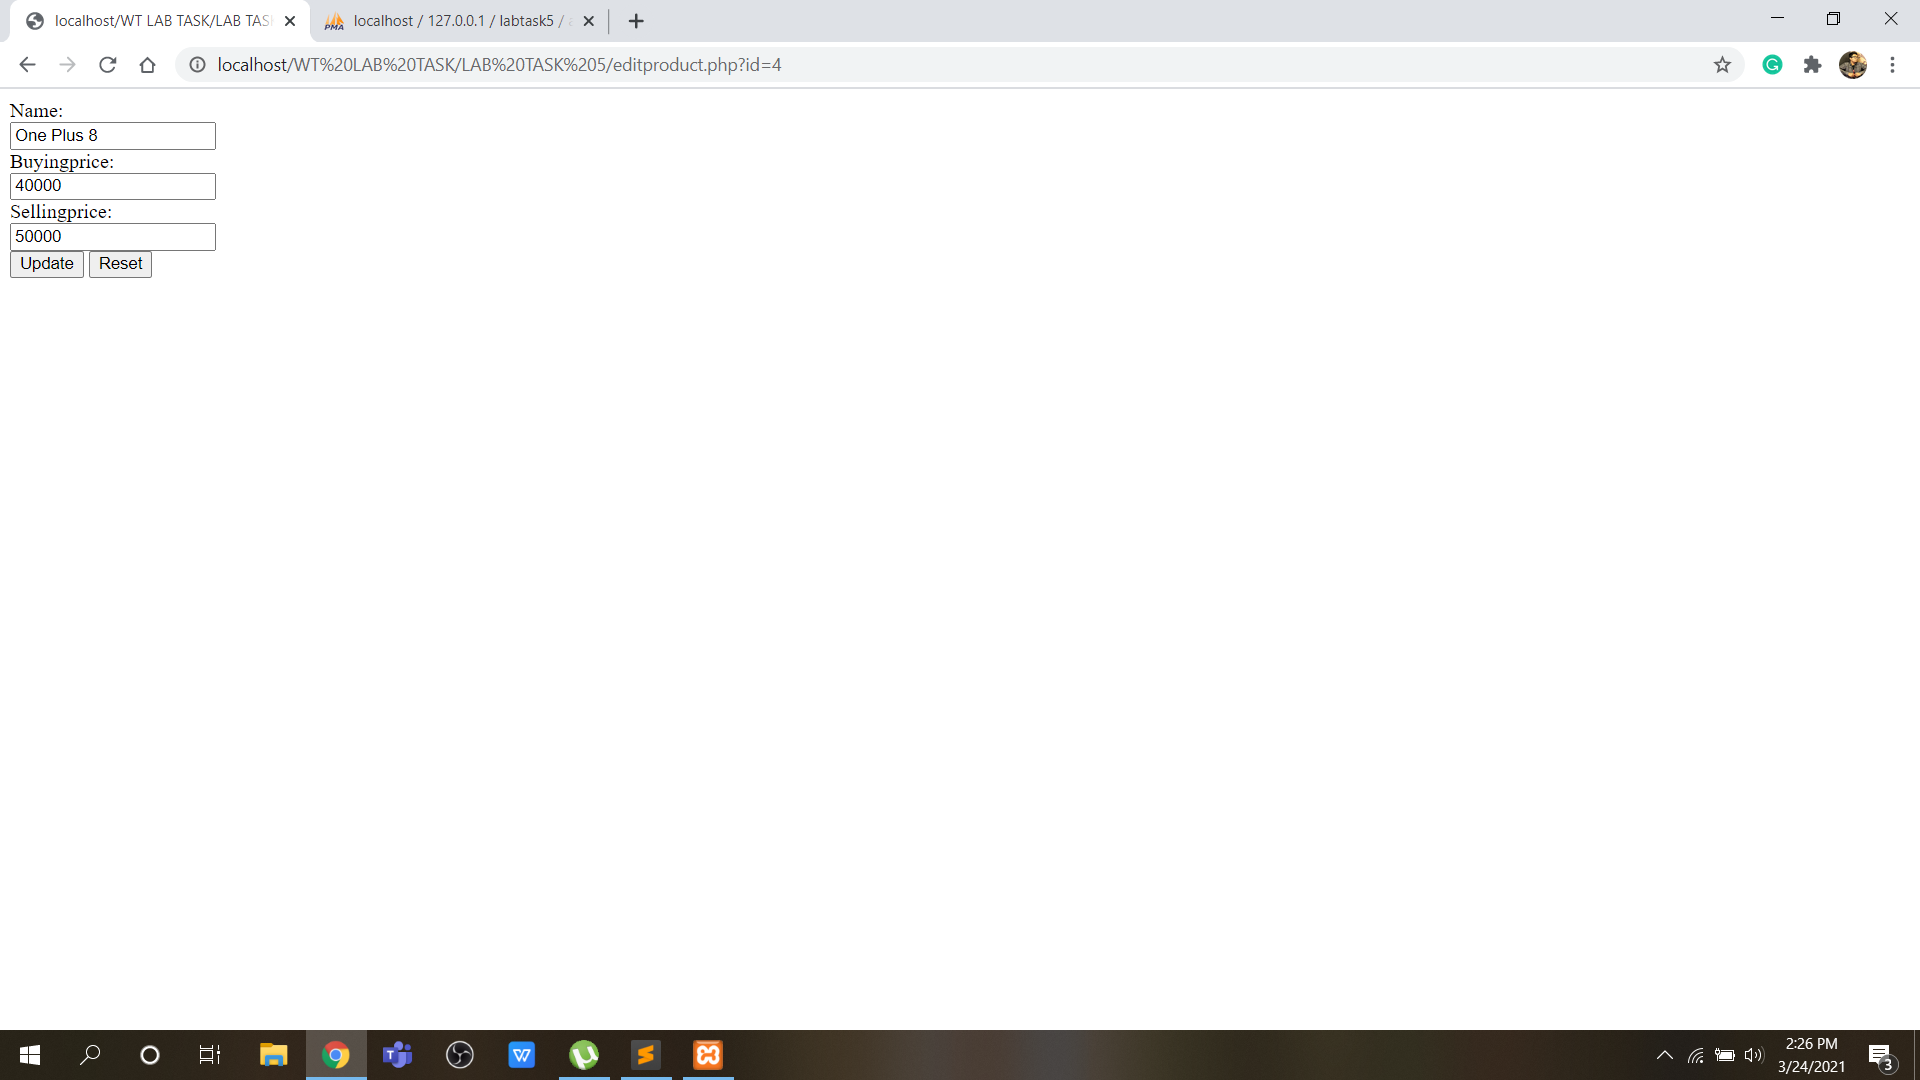 localhost/WT LAB TASK/LAB TAS
localhost / 127.0.0.1 / labtask5 /
localhost/WT%20LAB%20TASK/LAB%20TASK%205/editproduct.php?id=4
Name:
One Plus 8
Buyingprice:
40000
Sellingprice:
50000
Update Reset
2:26 PM
3/24/2021
3